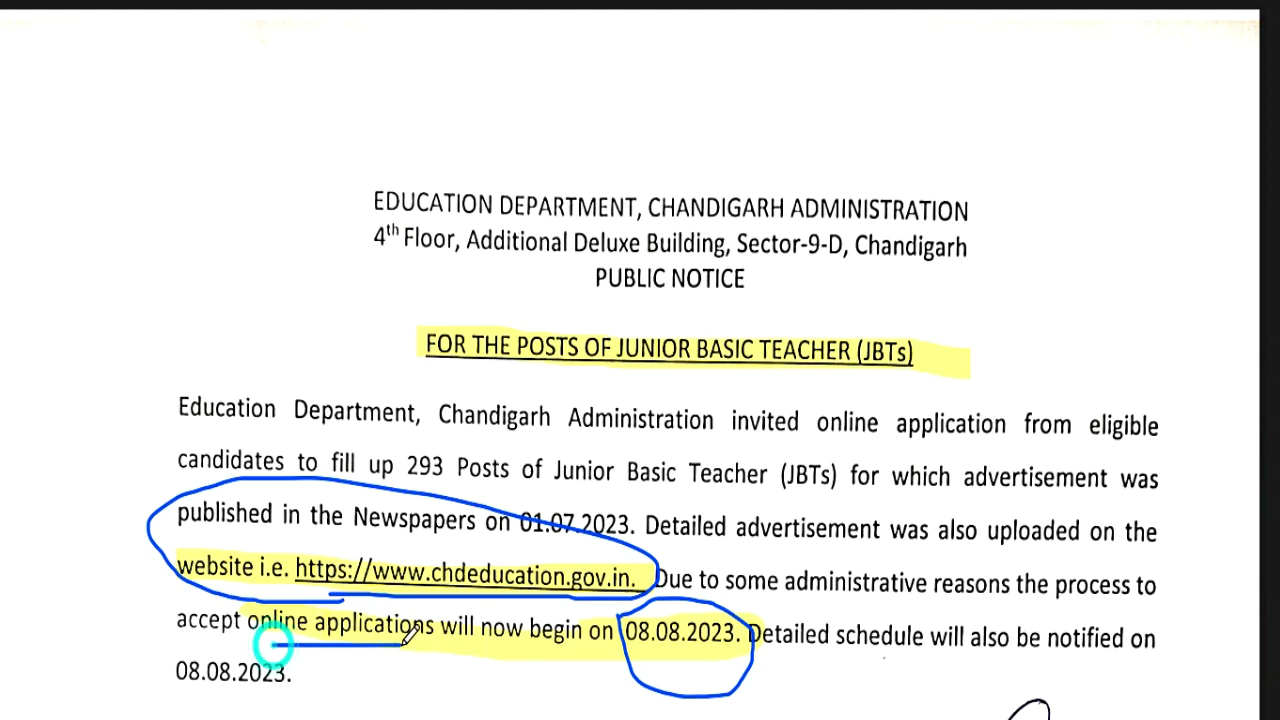 EDUCATION DEPARTMENT, CHANDIGARH ADMINISTRATION
4th Floor, Additional Deluxe Building, Sector-9-D, Chandigarh
PUBLIC NOTICE
FOR THE POSTS OF JUNIOR BASIC TEACHER (JBTs)
Education Department, Chandigarh Administration invited online application from eligible
candidates to fill up 293 Posts of Junior Basic Teacher (JBTs) for which advertisement was
published in the Newspapers on 01.07.2023. Detailed advertisement was also uploaded on the
website i.e. https://www.chdeducation.gov.in. Due to some administrative reasons the process to
accept online applications will now begin on 08.08.2023. Detailed schedule will also be notified on
08.08.2023.